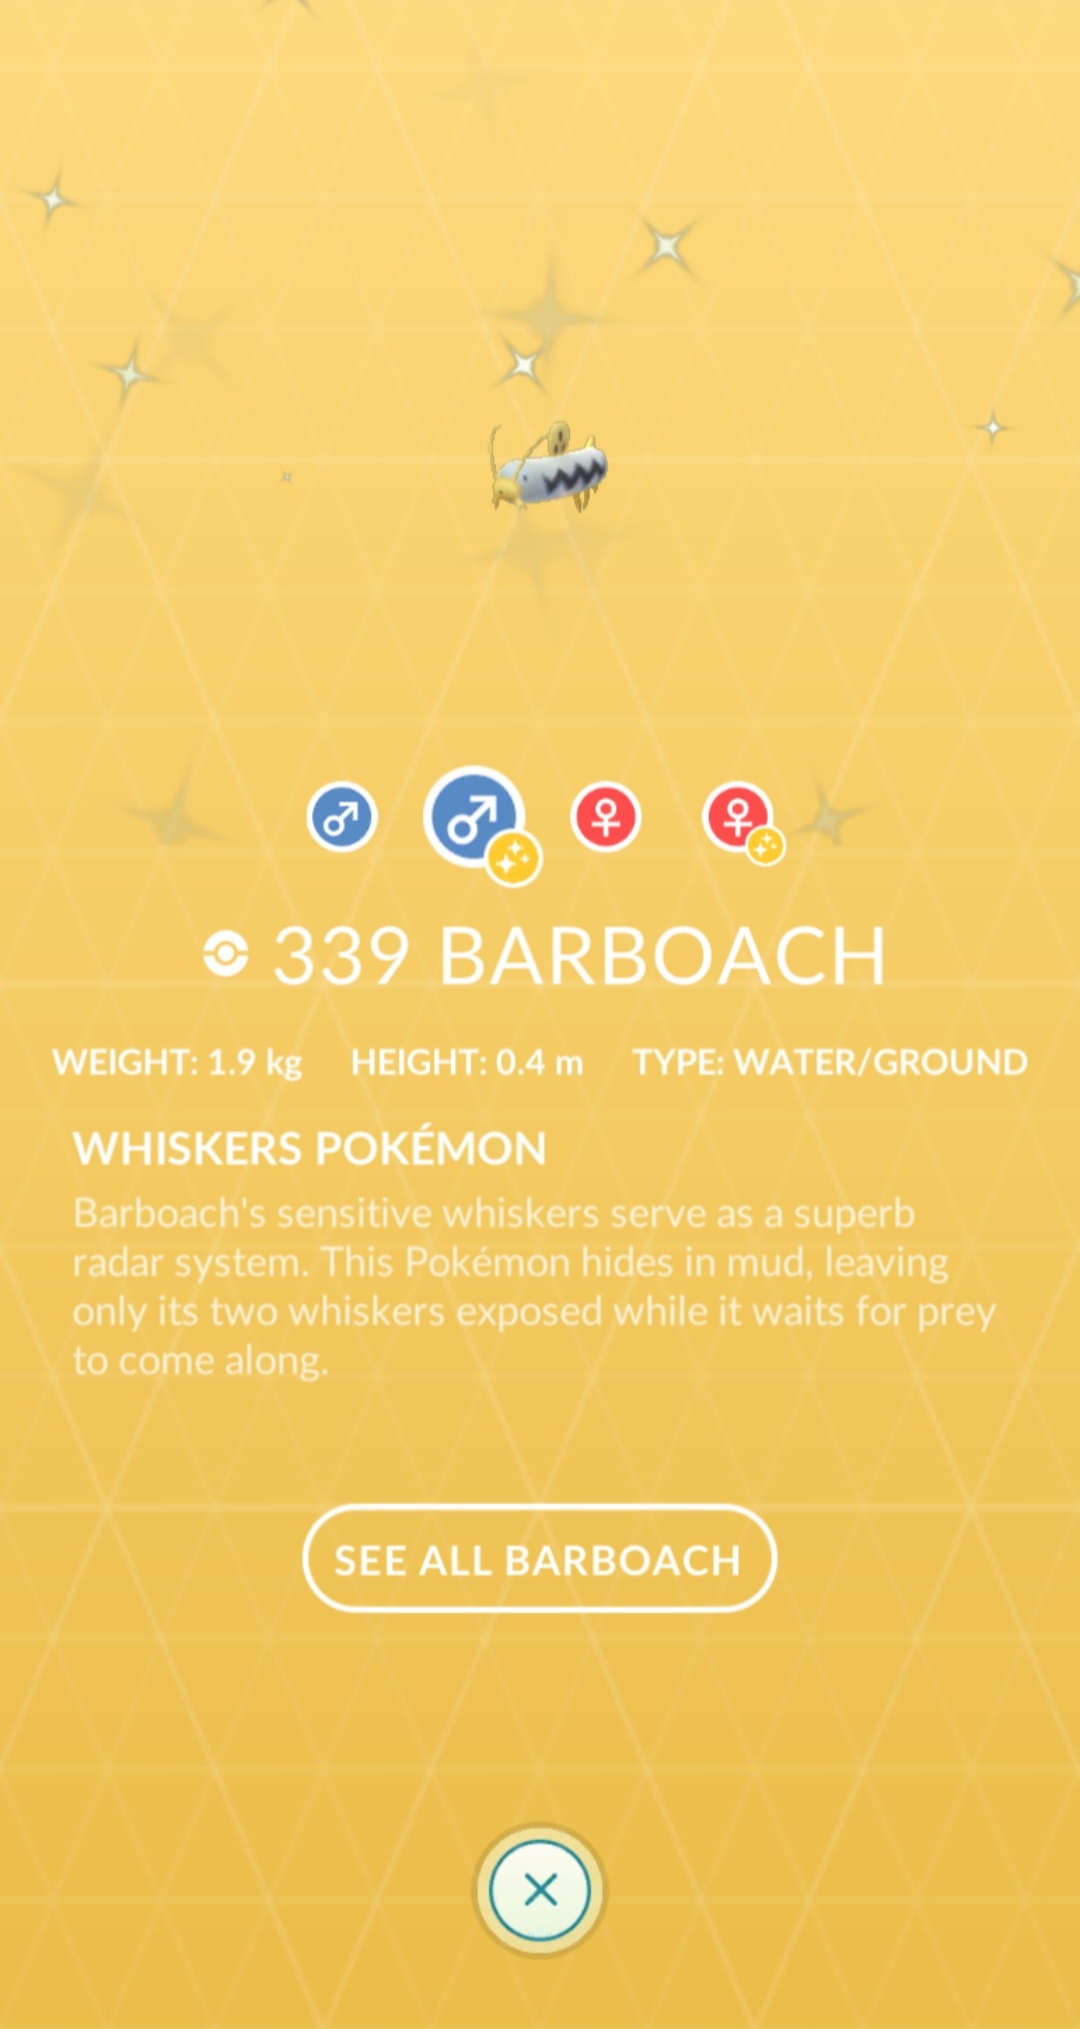 339 BARBOACH
WEIGHT: 1.9 kg HEIGHT: 0.4 m TYPE: WATER/GROUND
WHISKERS POKÉMON
Barboach's sensitive whiskers serve as a superb
radar system. This Pokémon hides in mud, leaving
only its two whiskers exposed while it waits for prey
to come along.
SEE ALL BARBOACH